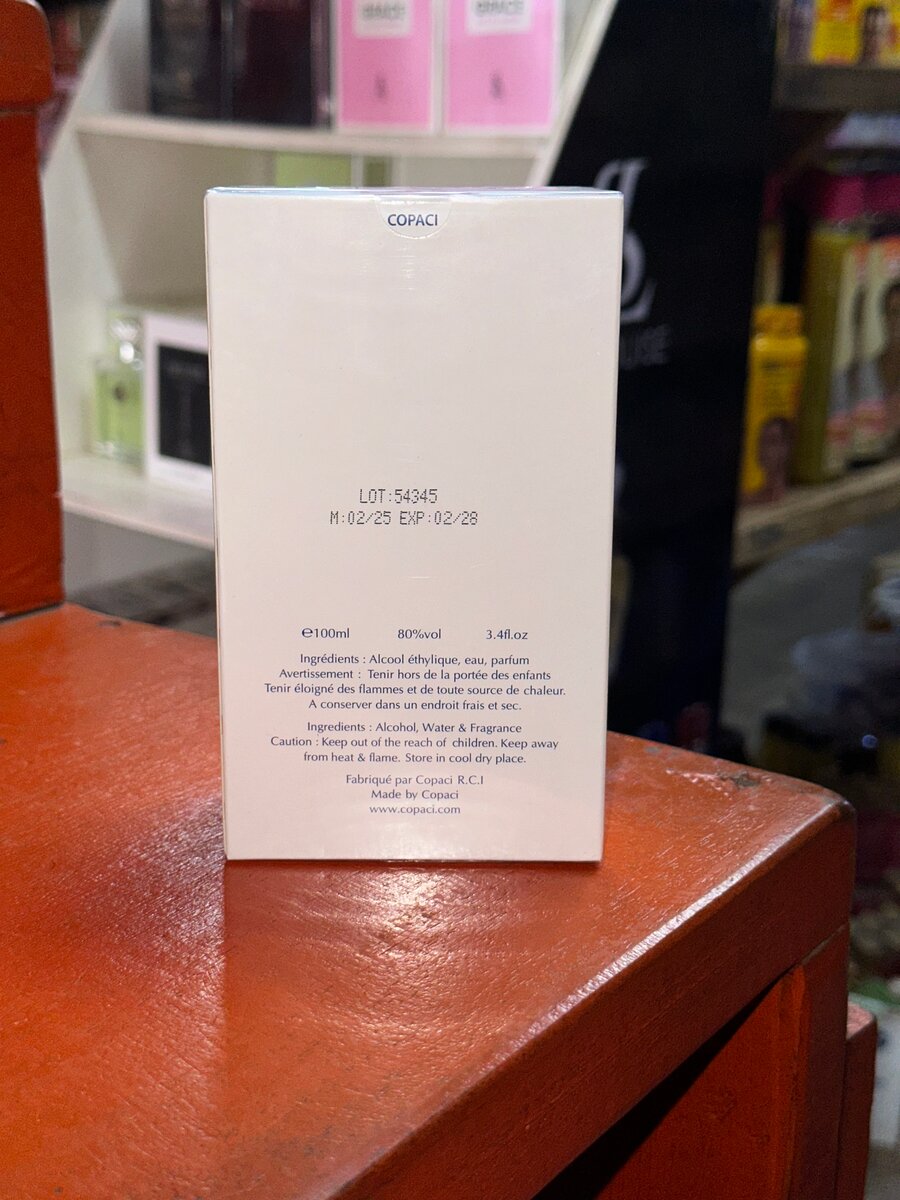 COPACI
LOT:54345
M:02/25 EXP:02/28
℮100ml 80%vol 3.4fl.oz
Ingrédients : Alcool éthylique, eau, parfum
Avertissement : Tenir hors de la portée des enfants
Tenir éloigné des flammes et de toute source de chaleur.
A conserver dans un endroit frais et sec.
Ingredients : Alcohol, Water & Fragrance
Caution : Keep out of the reach of children. Keep away
from heat & flame. Store in cool dry place.
Fabriqué par Copaci R.C.I
Made by Copaci
www.copaci.com